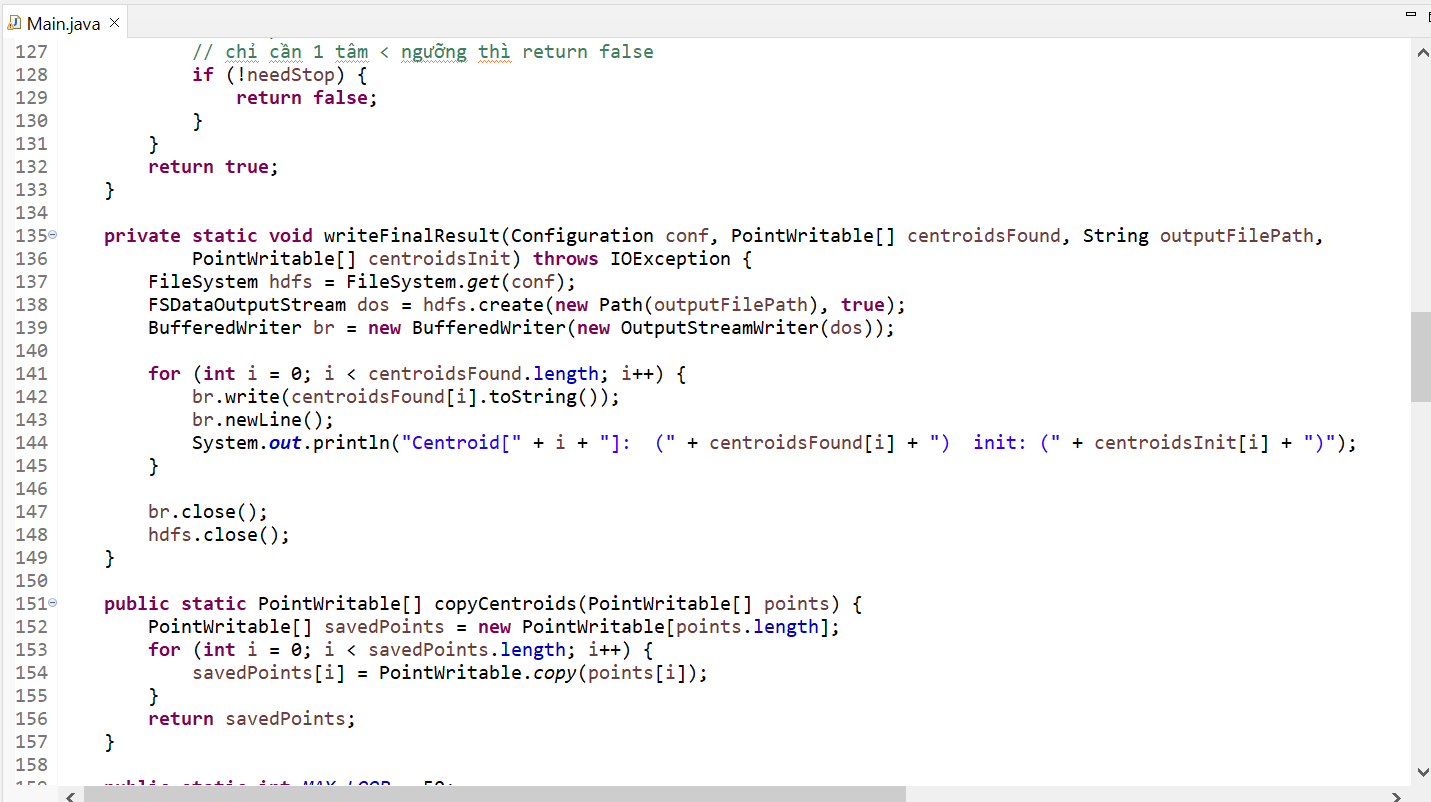 Main.java
127 // chỉ cần 1 tâm < ngưỡng thì return false
128 if (!needStop) {
129 return false;
130 }
131 }
132 return true;
133 }
134
135 private static void writeFinalResult(Configuration conf, PointWritable[] centroidsFound, String outputFilePath,
136 PointWritable[] centroidsInit) throws IOException {
137 FileSystem hdfs = FileSystem.get(conf);
138 FSDataOutputStream dos = hdfs.create(new Path(outputFilePath), true);
139 BufferedWriter br = new BufferedWriter(new OutputStreamWriter(dos));
140
141 for (int i = 0; i < centroidsFound.length; i++) {
142 br.write(centroidsFound[i].toString());
143 br.newLine();
144 System.out.println("Centroid[" + i + "]:  (" + centroidsFound[i] + ")  init: (" + centroidsInit[i] + ")");
145 }
146
147 br.close();
148 hdfs.close();
149 }
150
151 public static PointWritable[] copyCentroids(PointWritable[] points) {
152 PointWritable[] savedPoints = new PointWritable[points.length];
153 for (int i = 0; i < savedPoints.length; i++) {
154 savedPoints[i] = PointWritable.copy(points[i]);
155 }
156 return savedPoints;
157 }
158